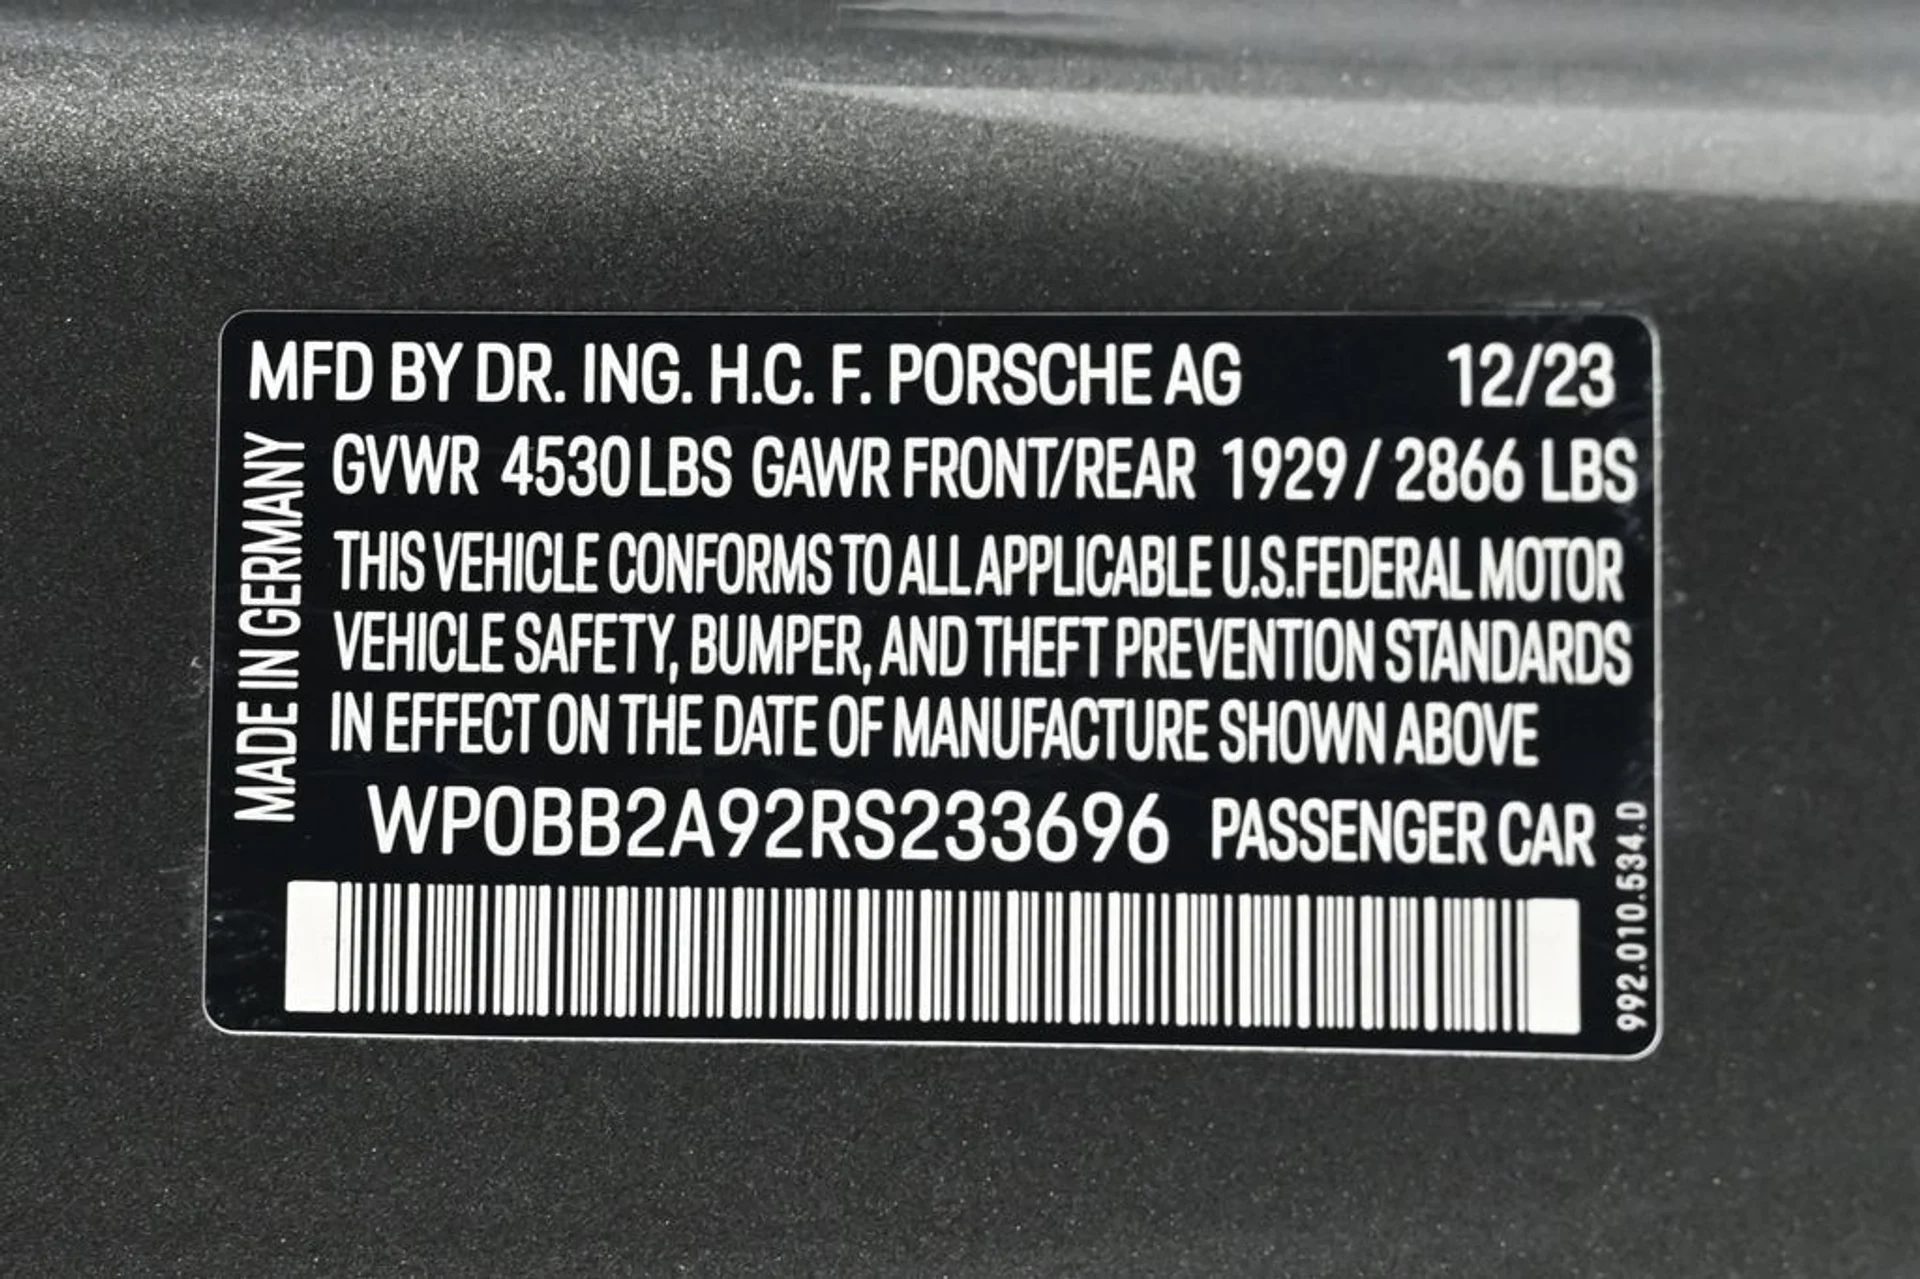 MFD BY DR. ING. H.C. F. PORSCHE AG 12/23
GVWR 4530 LBS GAWR FRONT/REAR 1929 / 2866 LBS
THIS VEHICLE CONFORMS TO ALL APPLICABLE U.S.FEDERAL MOTOR
VEHICLE SAFETY, BUMPER, AND THEFT PREVENTION STANDARDS
IN EFFECT ON THE DATE OF MANUFACTURE SHOWN ABOVE
WP0BB2A92RS233696 PASSENGER CAR
MADE IN GERMANY
992.010.534.D